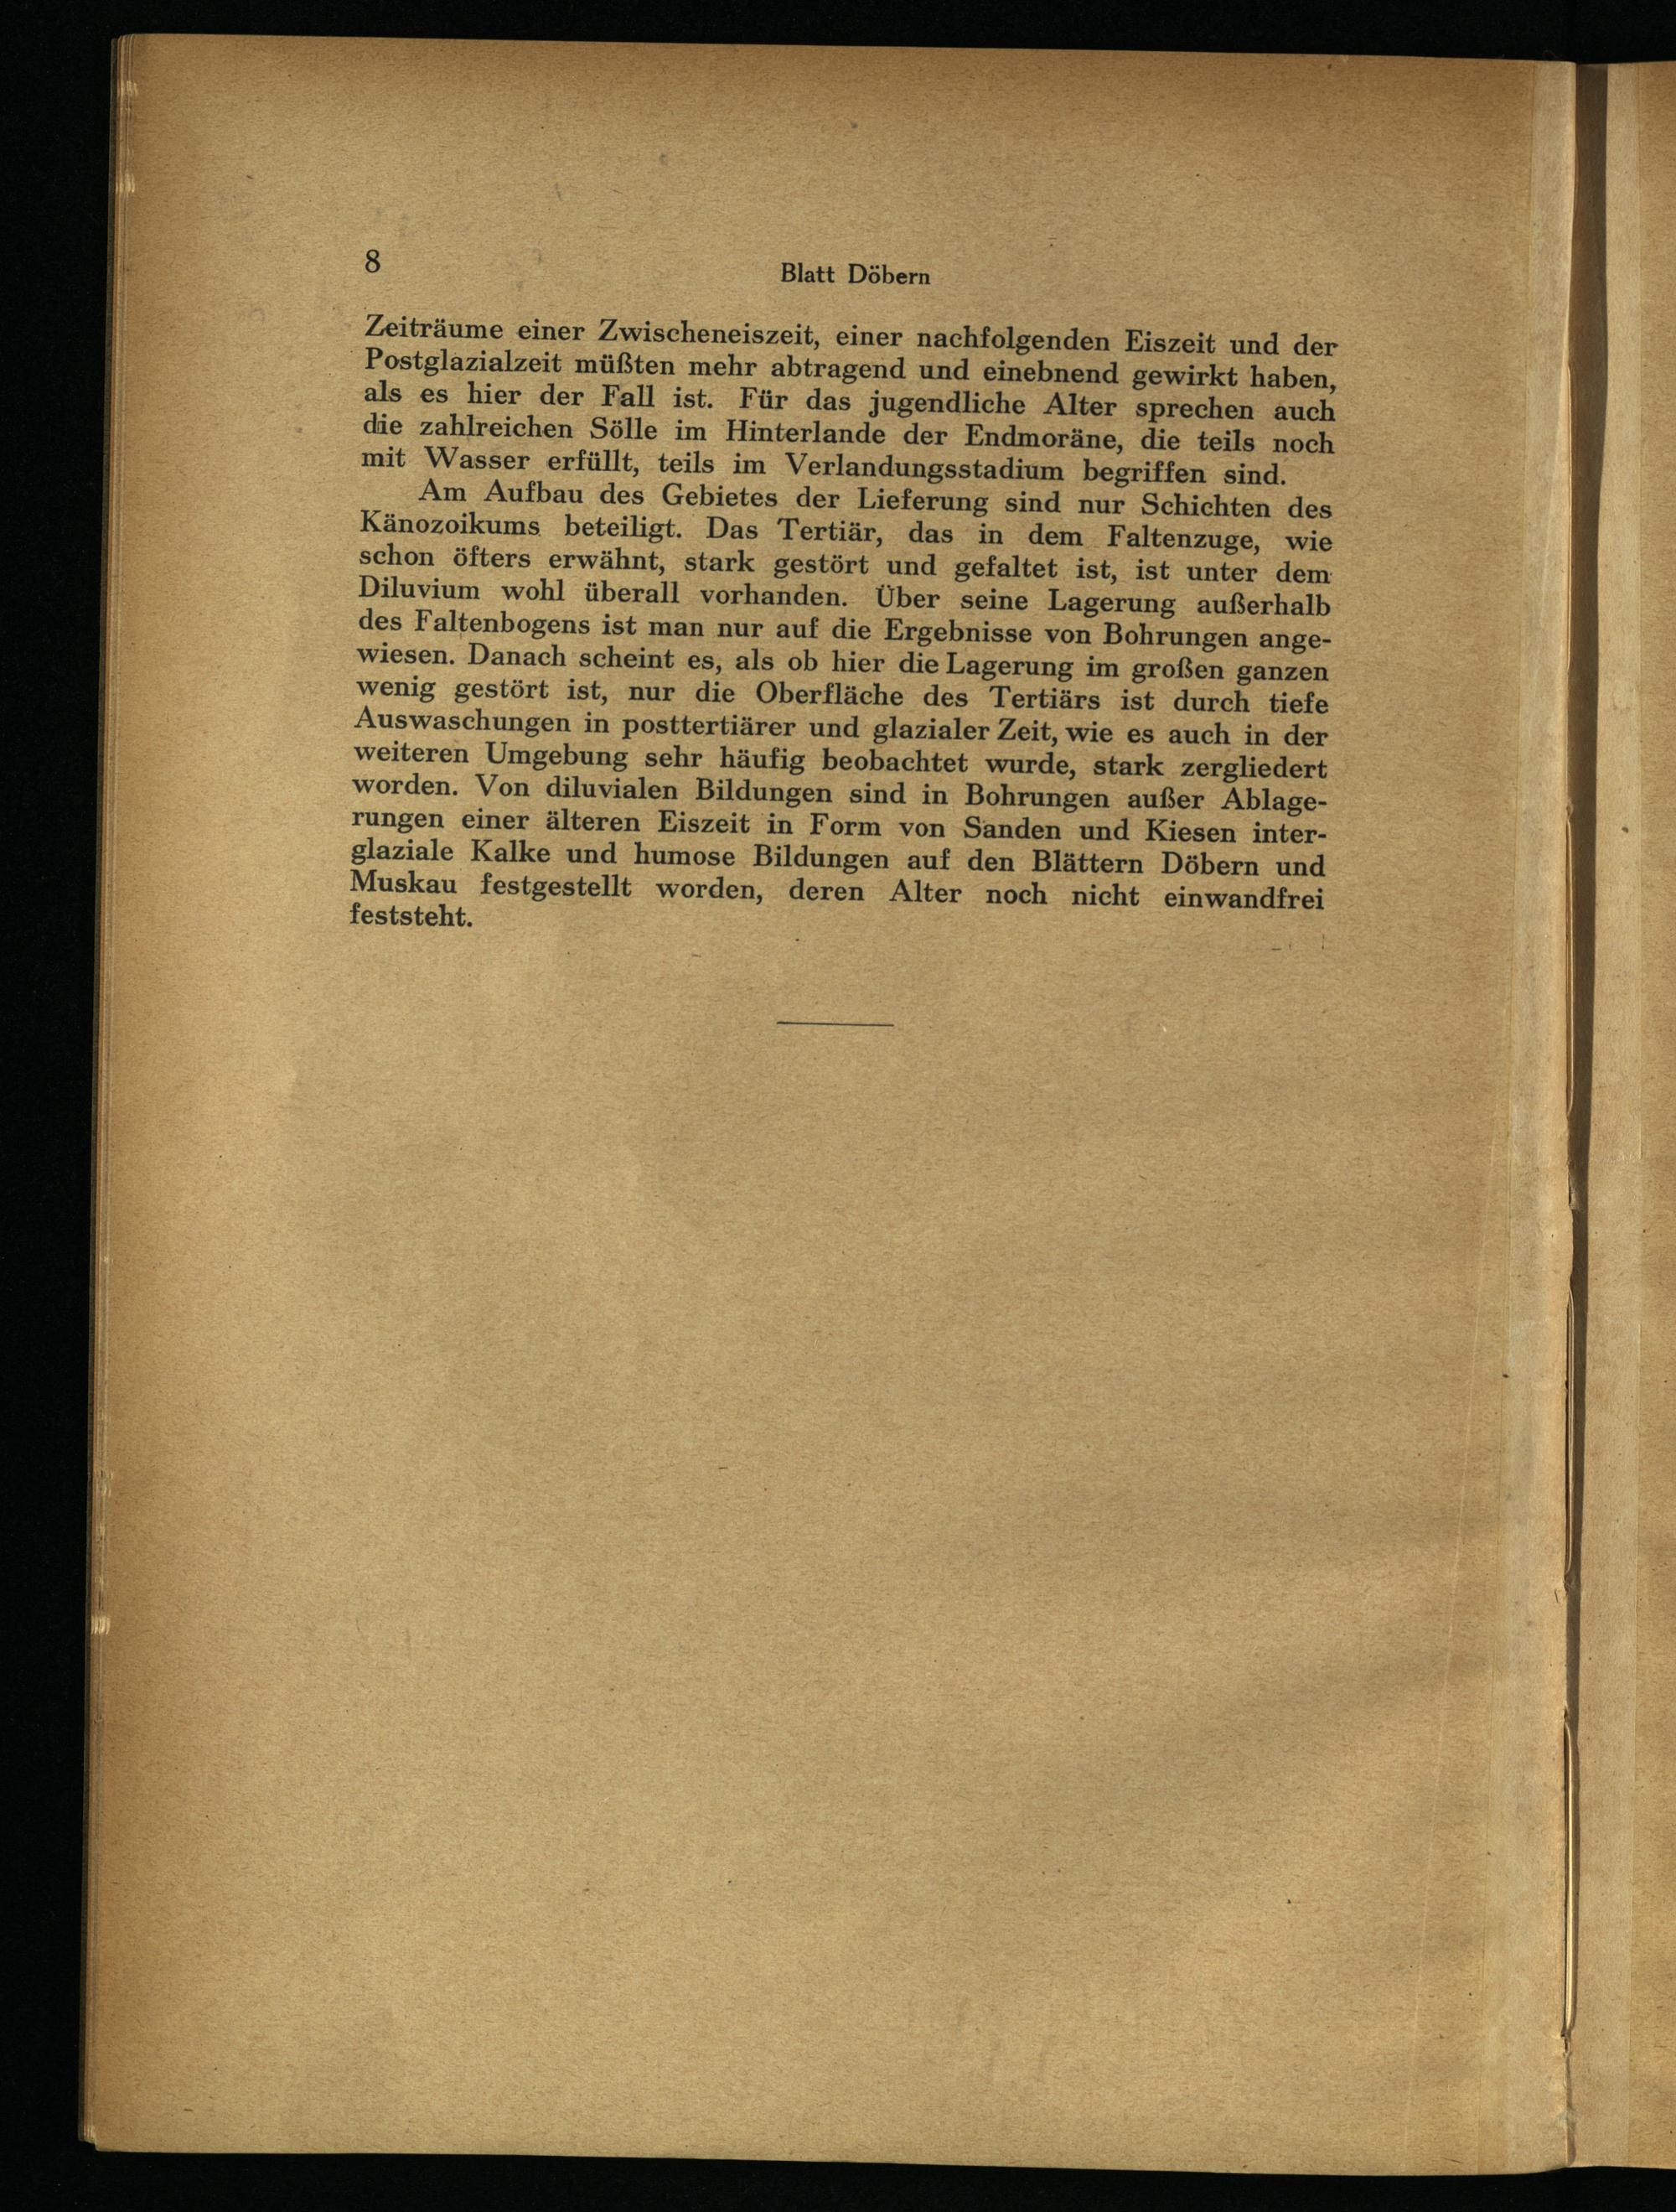 8
Blatt Döbern
Zeiträume einer Zwischeneiszeit, einer nachfolgenden Eiszeit und der
Postglazialzeit müßten mehr abtragend und einebnend gewirkt haben,
als es hier der Fall ist. Für das jugendliche Alter sprechen auch
die zahlreichen Sölle im Hinterlande der Endmoräne, die teils noch
mit Wasser erfüllt, teils im Verlandungsstadium begriffen sind.
Am Aufbau des Gebietes der Lieferung sind nur Schichten des
Känozoikums beteiligt. Das Tertiär, das in dem Faltenzuge, wie
schon öfters erwähnt, stark gestört und gefaltet ist, ist unter dem
Diluvium wohl überall vorhanden. Über seine Lagerung außerhalb
des Faltenbogens ist man nur auf die Ergebnisse von Bohrungen ange-
wiesen. Danach scheint es, als ob hier die Lagerung im großen ganzen
wenig gestört ist, nur die Oberfläche des Tertiärs ist durch tiefe
Auswaschungen in posttertiärer und glazialer Zeit, wie es auch in der
weiteren Umgebung sehr häufig beobachtet wurde, stark zergliedert
worden. Von diluvialen Bildungen sind in Bohrungen außer Ablage-
rungen einer älteren Eiszeit in Form von Sanden und Kiesen inter-
glaziale Kalke und humose Bildungen auf den Blättern Döbern und
Muskau festgestellt worden, deren Alter noch nicht einwandfrei
feststeht.